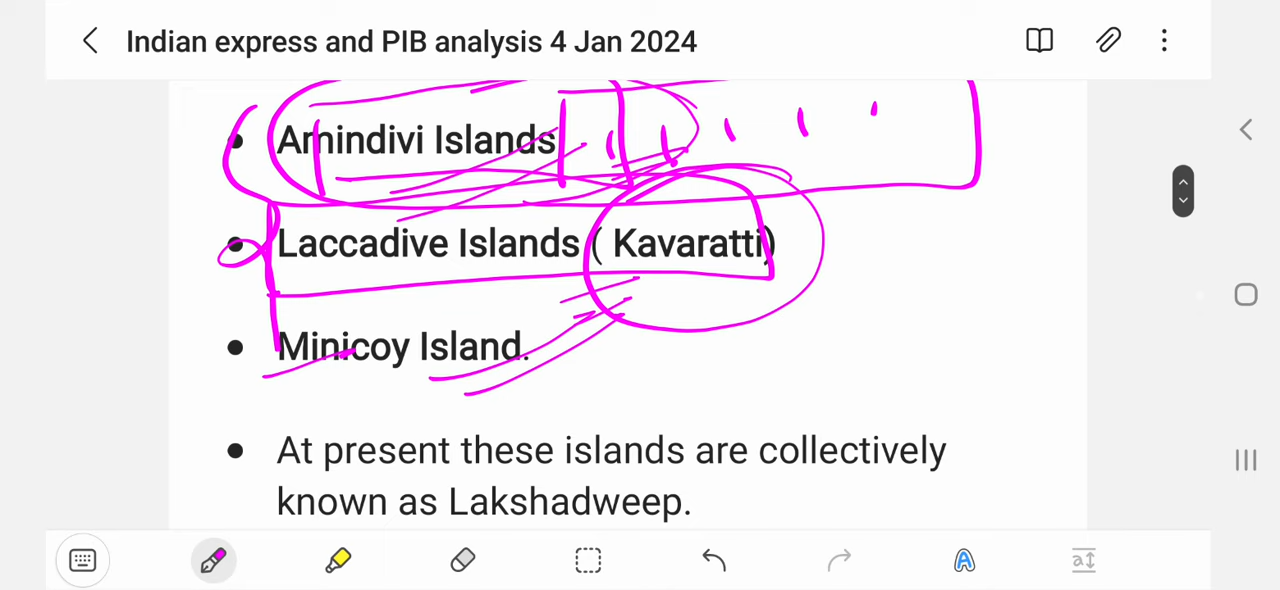 Indian express and PIB analysis 4 Jan 2024
• Amindivi Islands
• Laccadive Islands ( Kavaratti)
• Minicoy Island.
• At present these islands are collectively
known as Lakshadweep.